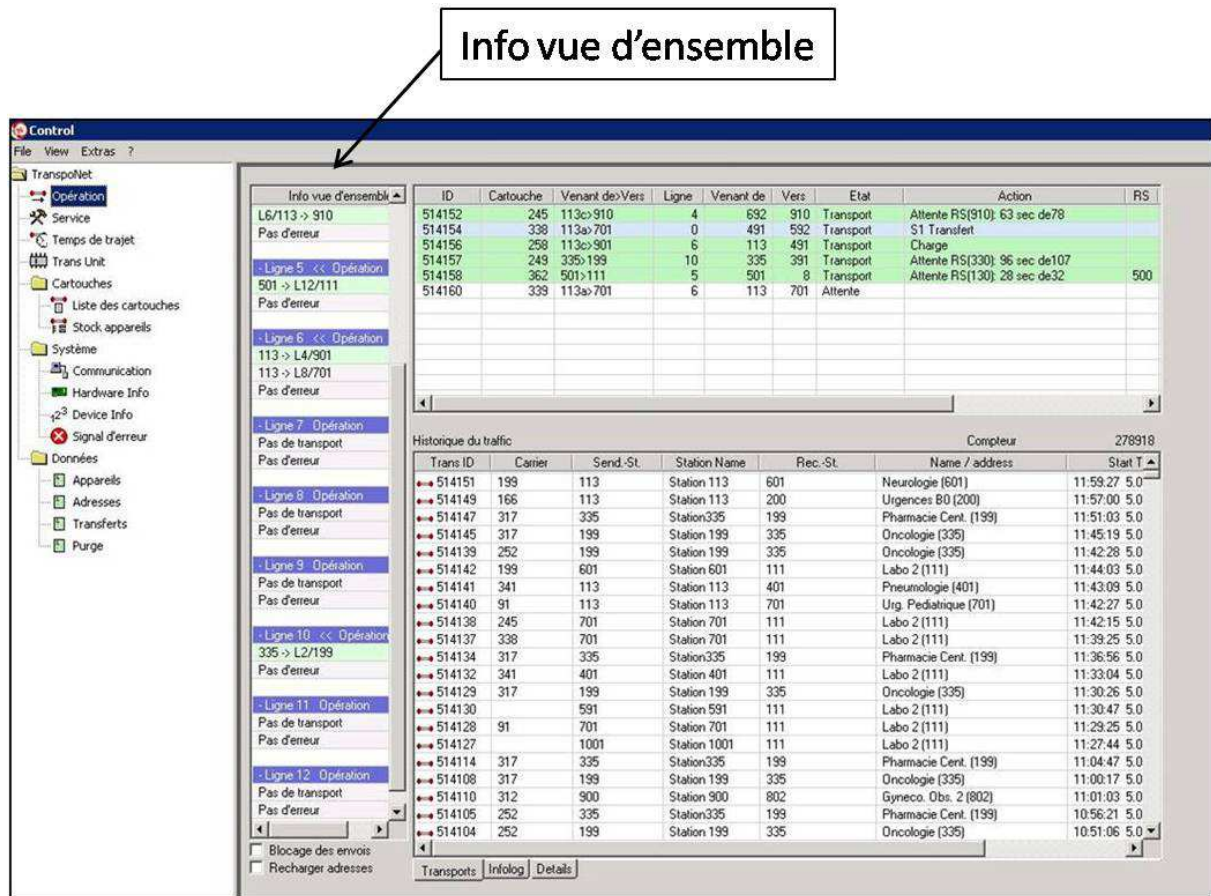 Info vue d'ensemble
Control
File View Extras ?
TranspoNet
Opération
Service
Temps de trajet
Trans Unit
Cartouches
Liste des cartouches
Stock appareils
Système
Communication
Hardware Info
Device Info
Signal d'erreur
Données
Appareils
Adresses
Transferts
Purge
Info vue d'ensemble
L6/113 -> 910
Pas d'erreur
- Ligne 5 << Opération
501 -> L12/111
Pas d'erreur
- Ligne 6 << Opération
113 -> L4/901
113 -> L8/701
Pas d'erreur
- Ligne 7 Opération
Pas de transport
Pas d'erreur
- Ligne 8 Opération
Pas de transport
Pas d'erreur
- Ligne 9 Opération
Pas de transport
Pas d'erreur
- Ligne 10 << Opération
335 -> L2/199
Pas d'erreur
- Ligne 11 Opération
Pas de transport
Pas d'erreur
- Ligne 12 Opération
Pas de transport
Pas d'erreur
Blocage des envois
Recharger adresses
ID Cartouche Venant de>Vers Ligne Venant de Vers Etat Action RS
514152 245 113c>910 4 692 910 Transport Attente RS(910): 63 sec de78
514154 338 113a>701 0 491 592 Transport S1 Transfert
514156 258 113c>901 6 113 491 Transport Charge
514157 249 335>199 10 335 391 Transport Attente RS(330): 96 sec de107
514158 362 501>111 5 501 8 Transport Attente RS(130): 28 sec de32 500
514160 339 113a>701 6 113 701 Attente
Historique du traffic Compteur 278918
Trans ID Carrier Send.-St. Station Name Rec.-St. Name / address Start T
514151 199 113 Station 113 601 Neurologie (601) 11:59:27 5.0
514149 166 113 Station 113 200 Urgences B0 (200) 11:57:00 5.0
514147 317 335 Station335 199 Pharmacie Cent. (199) 11:51:03 5.0
514145 317 199 Station 199 335 Oncologie (335) 11:45:19 5.0
514139 252 199 Station 199 335 Oncologie (335) 11:42:28 5.0
514142 199 601 Station 601 111 Labo 2 (111) 11:44:03 5.0
514141 341 113 Station 113 401 Pneumologie (401) 11:43:09 5.0
514140 91 113 Station 113 701 Urg. Pediatrique (701) 11:42:27 5.0
514138 245 701 Station 701 111 Labo 2 (111) 11:42:15 5.0
514137 338 701 Station 701 111 Labo 2 (111) 11:39:25 5.0
514134 317 335 Station335 199 Pharmacie Cent. (199) 11:36:56 5.0
514132 341 401 Station 401 111 Labo 2 (111) 11:33:04 5.0
514129 317 199 Station 199 335 Oncologie (335) 11:30:26 5.0
514130 591 Station 591 111 Labo 2 (111) 11:30:47 5.0
514128 91 701 Station 701 111 Labo 2 (111) 11:29:25 5.0
514127 1001 Station 1001 111 Labo 2 (111) 11:27:44 5.0
514114 317 335 Station335 199 Pharmacie Cent. (199) 11:04:47 5.0
514108 317 199 Station 199 335 Oncologie (335) 11:00:17 5.0
514110 312 900 Station 900 802 Gyneco. Obs. 2 (802) 11:01:03 5.0
514105 252 335 Station335 199 Pharmacie Cent. (199) 10:56:21 5.0
514104 252 199 Station 199 335 Oncologie (335) 10:51:06 5.0
Transports Infolog Details